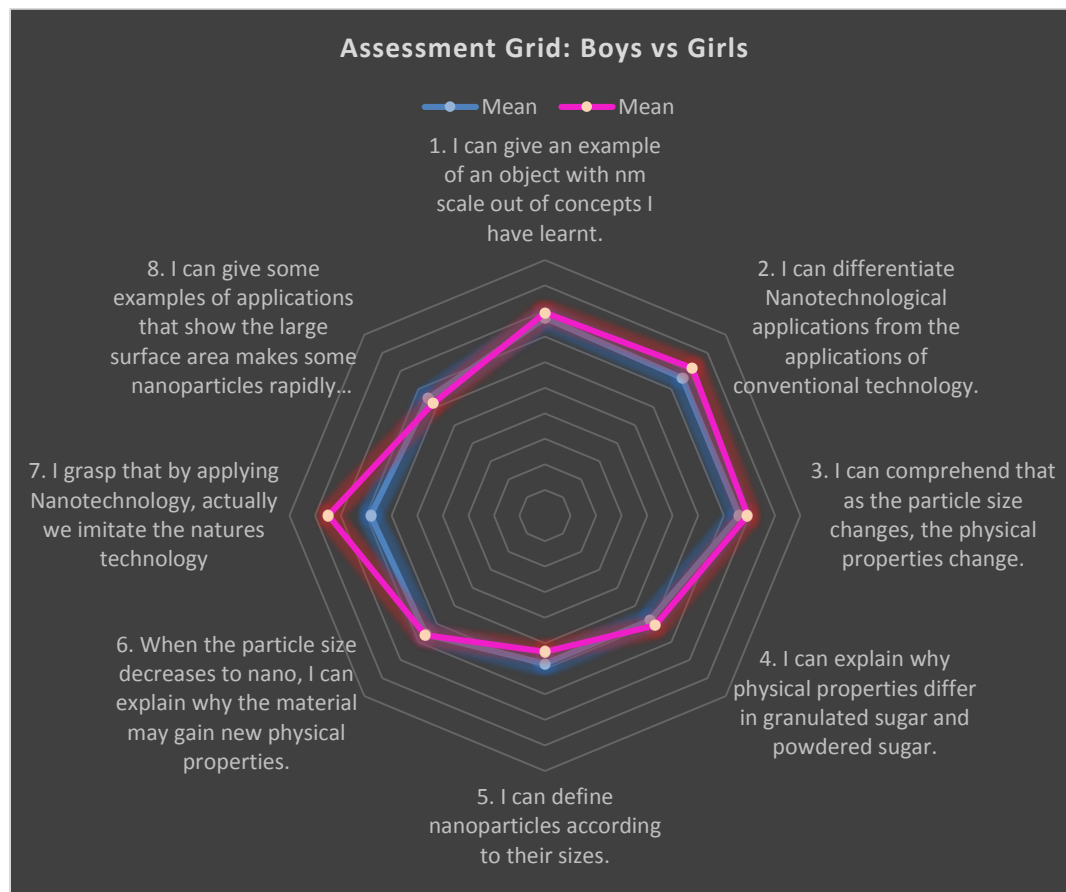 Assessment Grid: Boys vs Girls
Mean Mean
1. I can give an example
of an object with nm
scale out of concepts I
have learnt.
2. I can differentiate
Nanotechnological
applications from the
applications of
conventional technology.
3. I can comprehend that
as the particle size
changes, the physical
properties change.
4. I can explain why
physical properties differ
in granulated sugar and
powdered sugar.
5. I can define
nanoparticles according
to their sizes.
6. When the particle size
decreases to nano, I can
explain why the material
may gain new physical
properties.
7. I grasp that by applying
Nanotechnology, actually
we imitate the natures
technology
8. I can give some
examples of applications
that show the large
surface area makes some
nanoparticles rapidly…